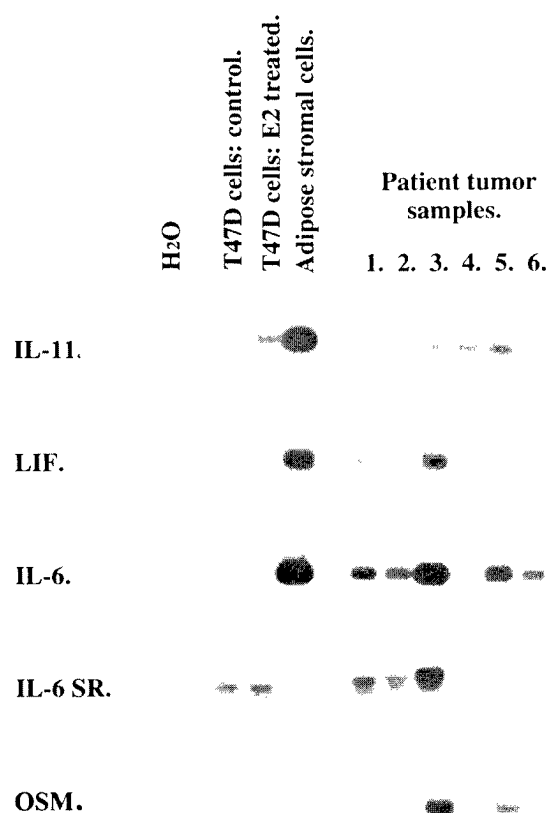 H2O
T47D cells: control.
T47D cells: E2 treated.
Adipose stromal cells.
Patient tumor
samples.
1. 2. 3. 4. 5. 6.
IL-11.
LIF.
IL-6.
IL-6 SR.
OSM.